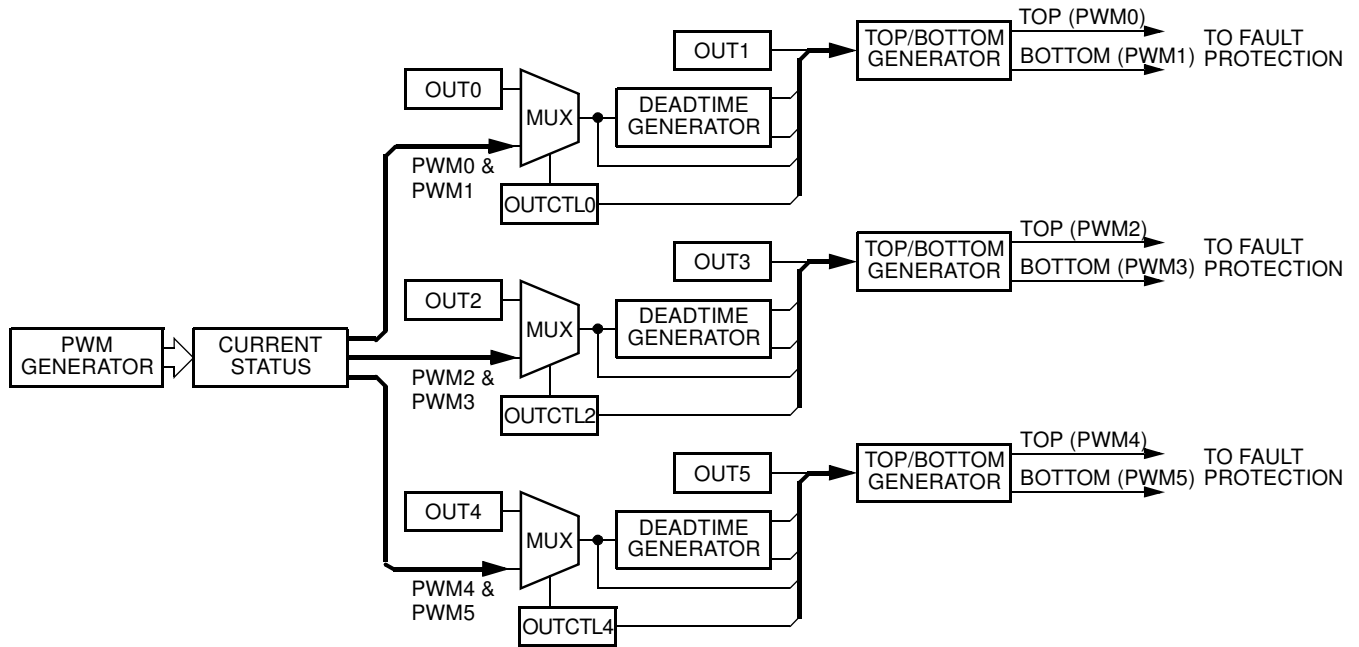 TOP (PWM0)
OUT1
TOP/BOTTOM
GENERATOR
TO FAULT
PROTECTION
BOTTOM (PWM1)
OUT0
MUX
DEADTIME
GENERATOR
PWM0 &
PWM1
OUTCTL0
TOP (PWM2)
OUT3
TOP/BOTTOM
GENERATOR
TO FAULT
PROTECTION
BOTTOM (PWM3)
OUT2
MUX
DEADTIME
GENERATOR
PWM
GENERATOR
CURRENT
STATUS
PWM2 &
PWM3
OUTCTL2
TOP (PWM4)
OUT5
TOP/BOTTOM
GENERATOR
TO FAULT
PROTECTION
BOTTOM (PWM5)
OUT4
MUX
DEADTIME
GENERATOR
PWM4 &
PWM5
OUTCTL4